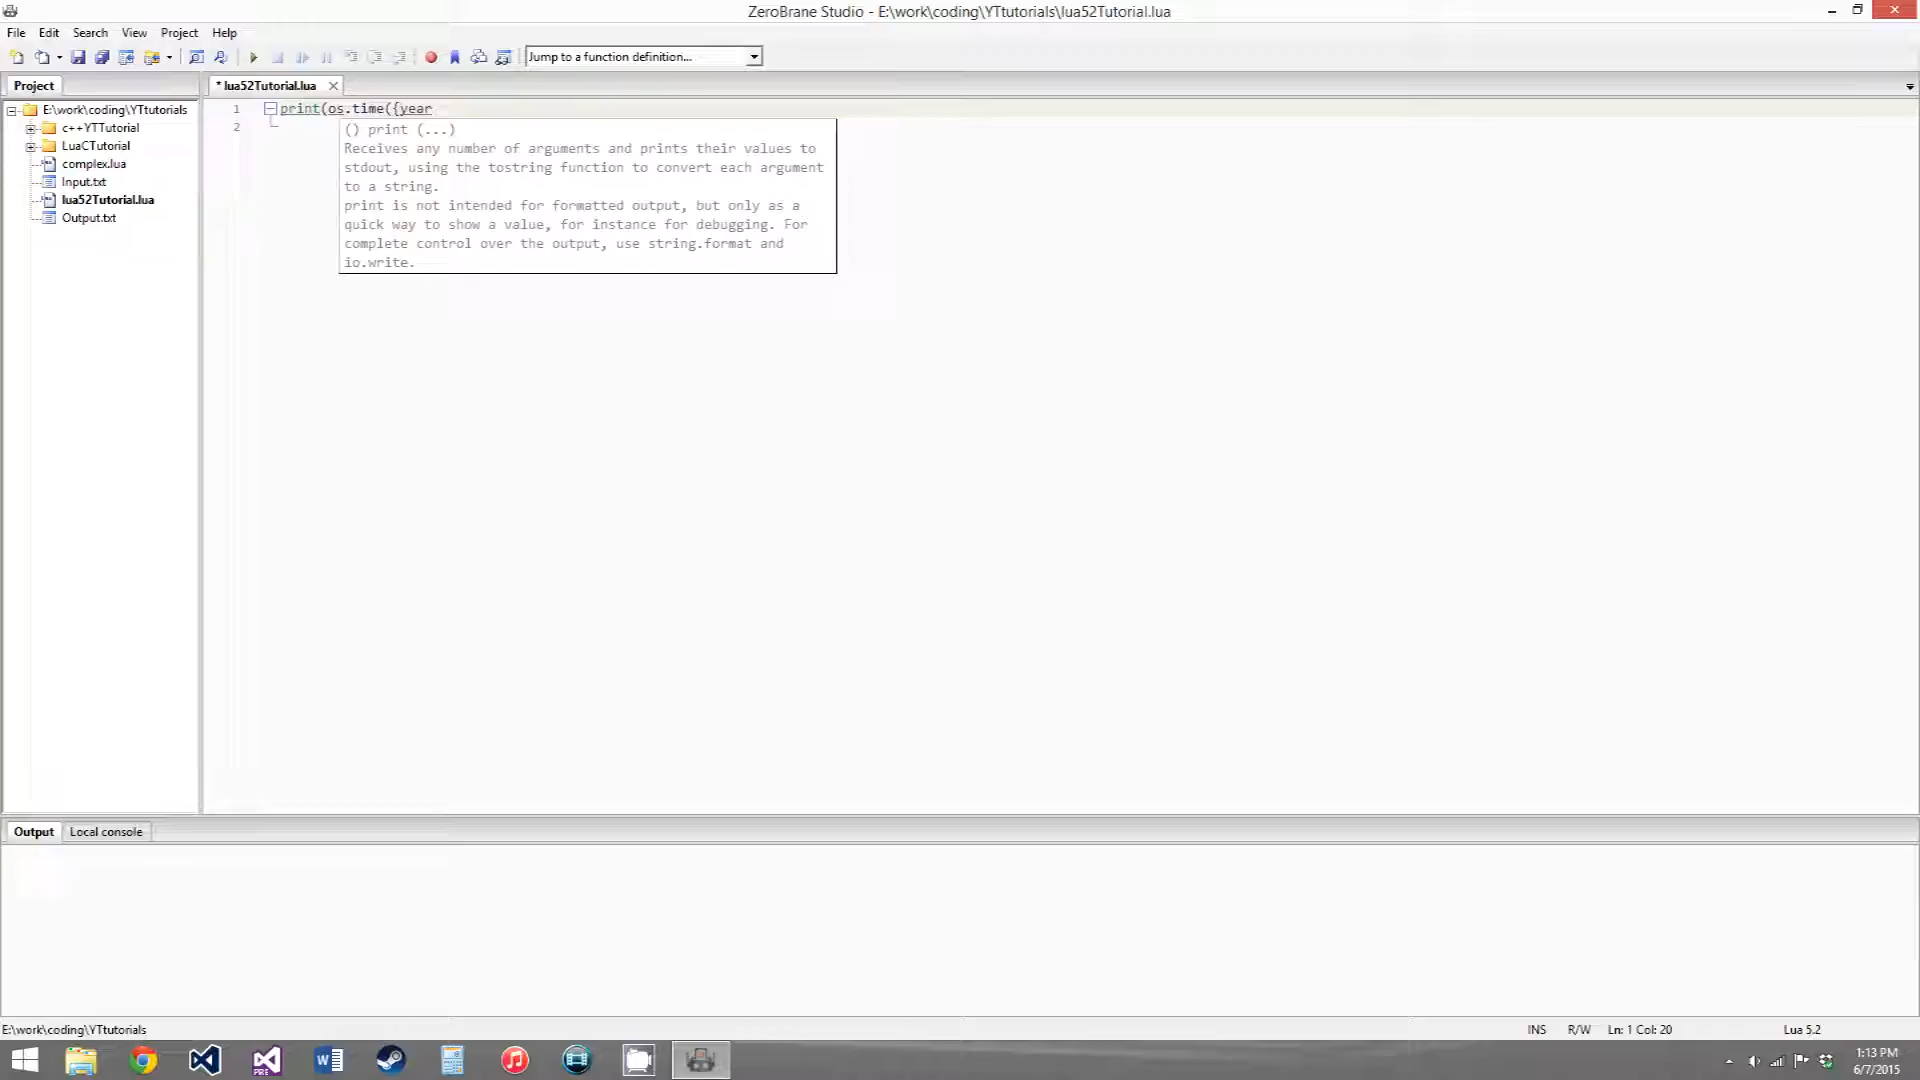 ZeroBrane Studio - E:\work\coding\YTtutorials\lua52Tutorial.lua
File Edit Search View Project Help
Jump to a function definition...
Project
* lua52Tutorial.lua
E:\work\coding\YTtutorials
c++YTTutorial
LuaCTutorial
complex.lua
Input.txt
lua52Tutorial.lua
Output.txt
1 print(os.time({year
2
() print (...)
Receives any number of arguments and prints their values to
stdout, using the tostring function to convert each argument
to a string.
print is not intended for formatted output, but only as a
quick way to show a value, for instance for debugging. For
complete control over the output, use string.format and
io.write.
Output Local console
E:\work\coding\YTtutorials INS R/W Ln: 1 Col: 20 Lua 5.2
PRE
1:13 PM
6/7/2015